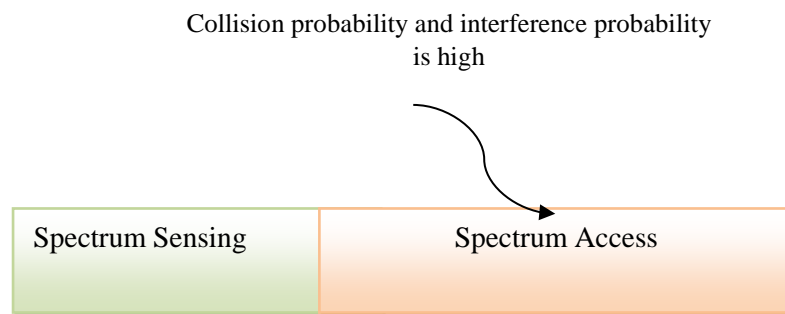 Collision probability and interference probability
is high
Spectrum Sensing
Spectrum Access